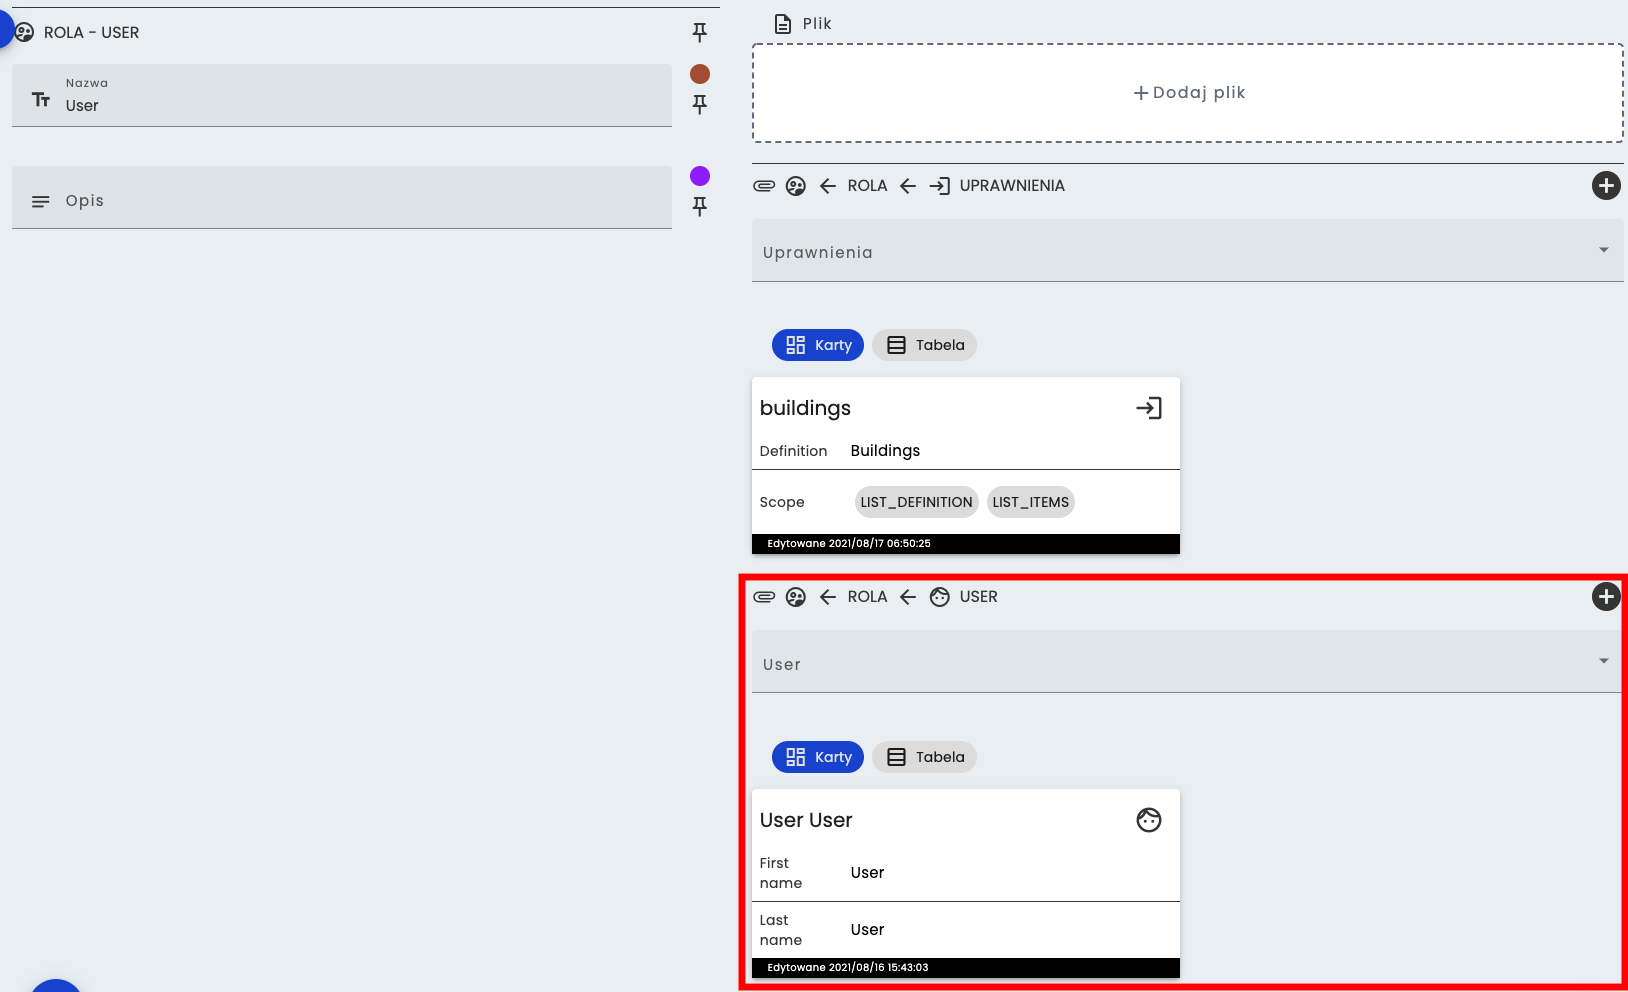 ROLA - USER
Nazwa
User
Opis
Plik
+Dodaj plik
ROLA
UPRAWNIENIA
Uprawnienia
Karty
Tabela
buildings
Definition
Buildings
Scope
LIST_DEFINITION
LIST_ITEMS
Edytowane 2021/08/17 06:50:25
ROLA
USER
User
Karty
Tabela
User User
First name
User
Last name
User
Edytowane 2021/08/16 15:43:03